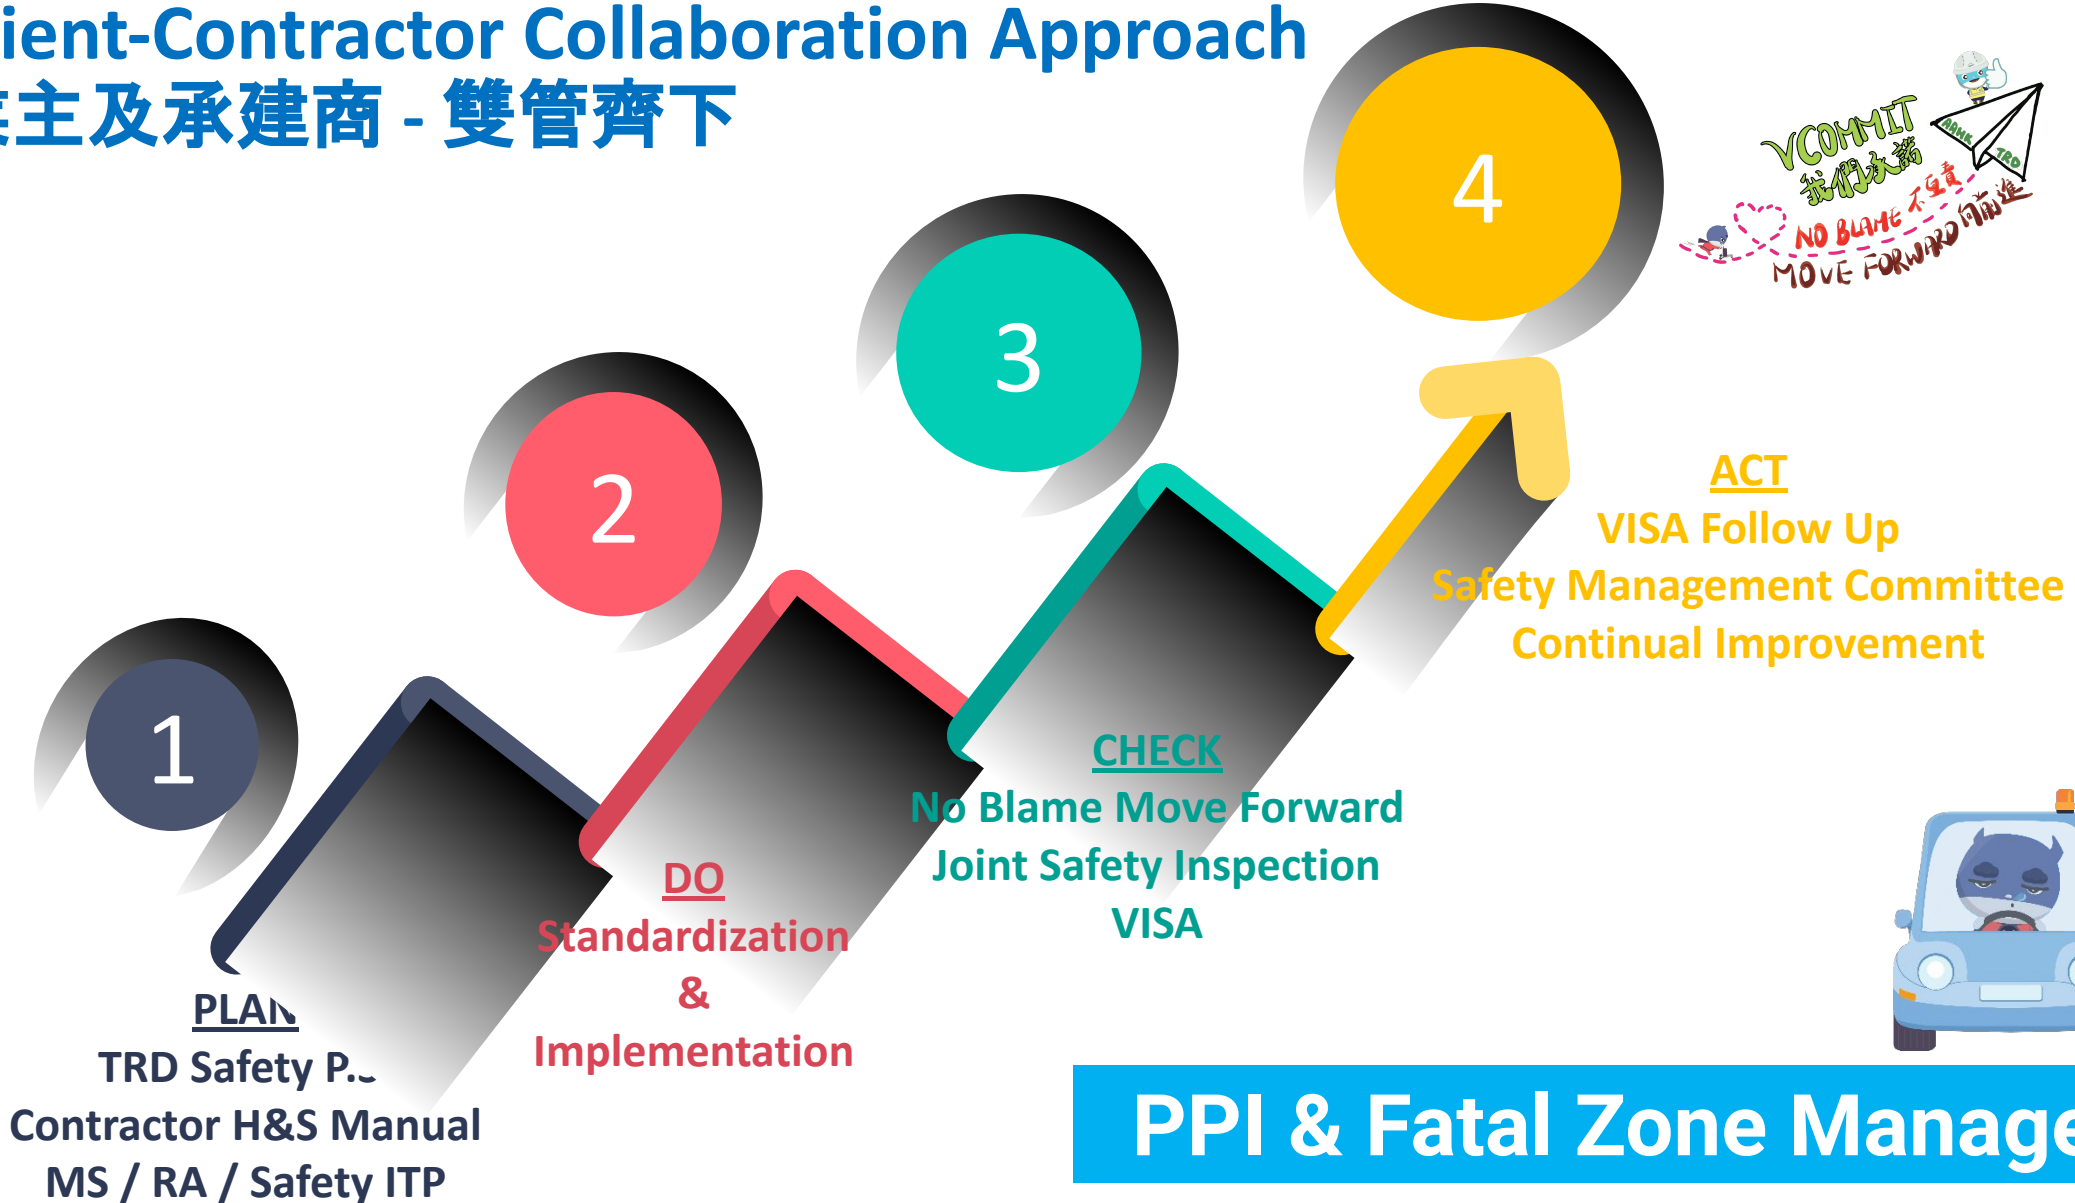 ient-Contractor Collaboration Approach
業主及承建商 - 雙管齊下
4
VCOMMIT
我們承諾
AAHK
TRD
NO BLAME 不互責
MOVE FORWARD 向前進
3
2
1
ACT
VISA Follow Up
Safety Management Committee
Continual Improvement
CHECK
No Blame Move Forward
Joint Safety Inspection
VISA
DO
Standardization
&
Implementation
PLAN
TRD Safety P.S
Contractor H&S Manual
MS / RA / Safety ITP
PPI & Fatal Zone Manage